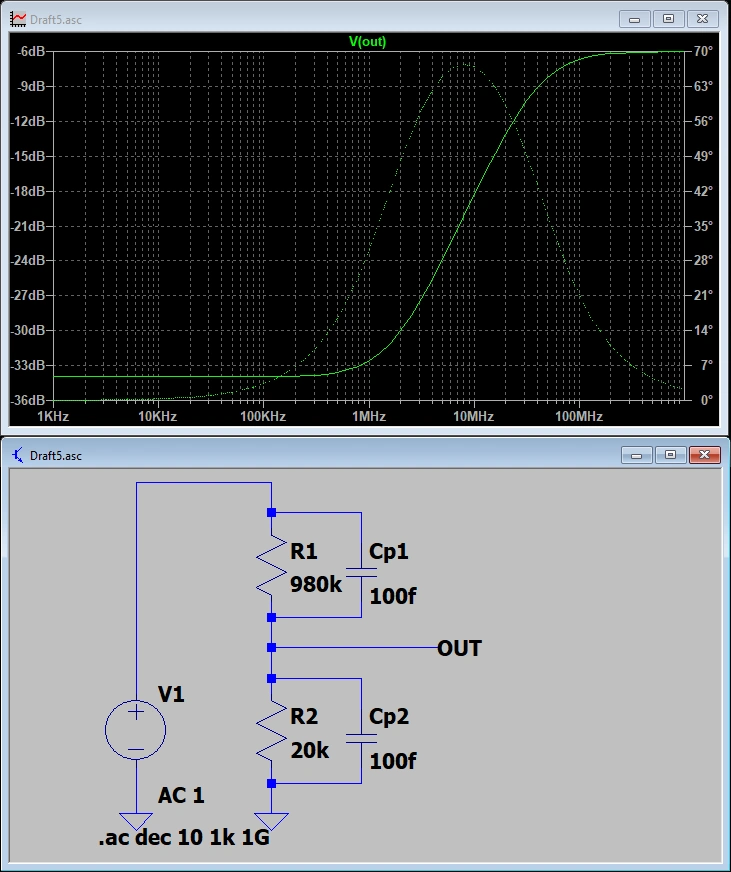 Draft5.asc
V(out)
-6dB
-9dB
-12dB
-15dB
-18dB
-21dB
-24dB
-27dB
-30dB
-33dB
-36dB
70°
63°
56°
49°
42°
35°
28°
21°
14°
7°
0°
1KHz 10KHz 100KHz 1MHz 10MHz 100MHz
Draft5.asc
R1
980k
Cp1
100f
OUT
V1
AC 1
R2
20k
Cp2
100f
.ac dec 10 1k 1G